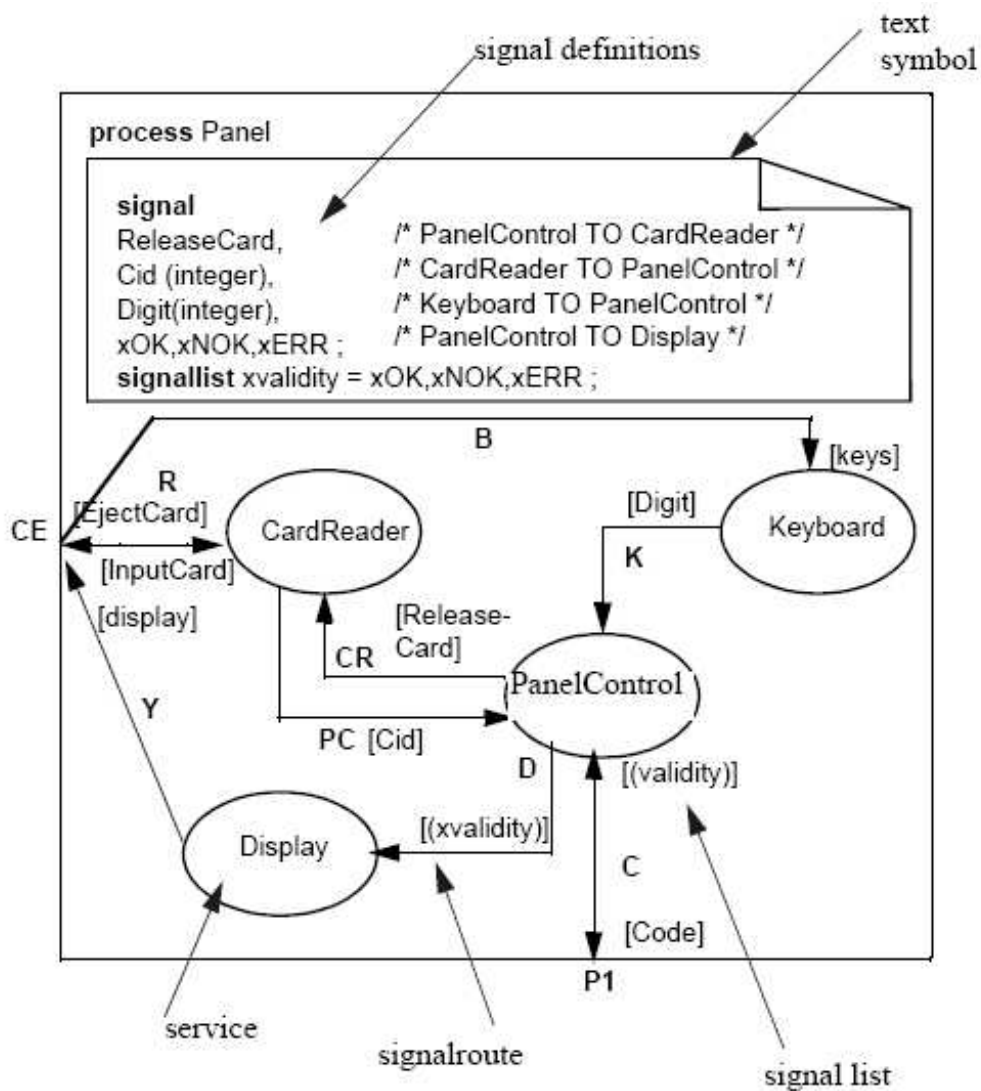 signal definitions
text
symbol
process Panel
signal
ReleaseCard, /* PanelControl TO CardReader */
Cid (integer), /* CardReader TO PanelControl */
Digit(integer), /* Keyboard TO PanelControl */
xOK,xNOK,xERR ; /* PanelControl TO Display */
signallist xvalidity = xOK,xNOK,xERR ;
B
R
[keys]
[EjectCard]
[Digit]
CE
CardReader
Keyboard
K
[InputCard]
[display]
[Release-
Card]
CR
PanelControl
Y
PC [Cid]
D
[(validity)]
[(xvalidity)]
Display
C
[Code]
P1
service
signalroute
signal list